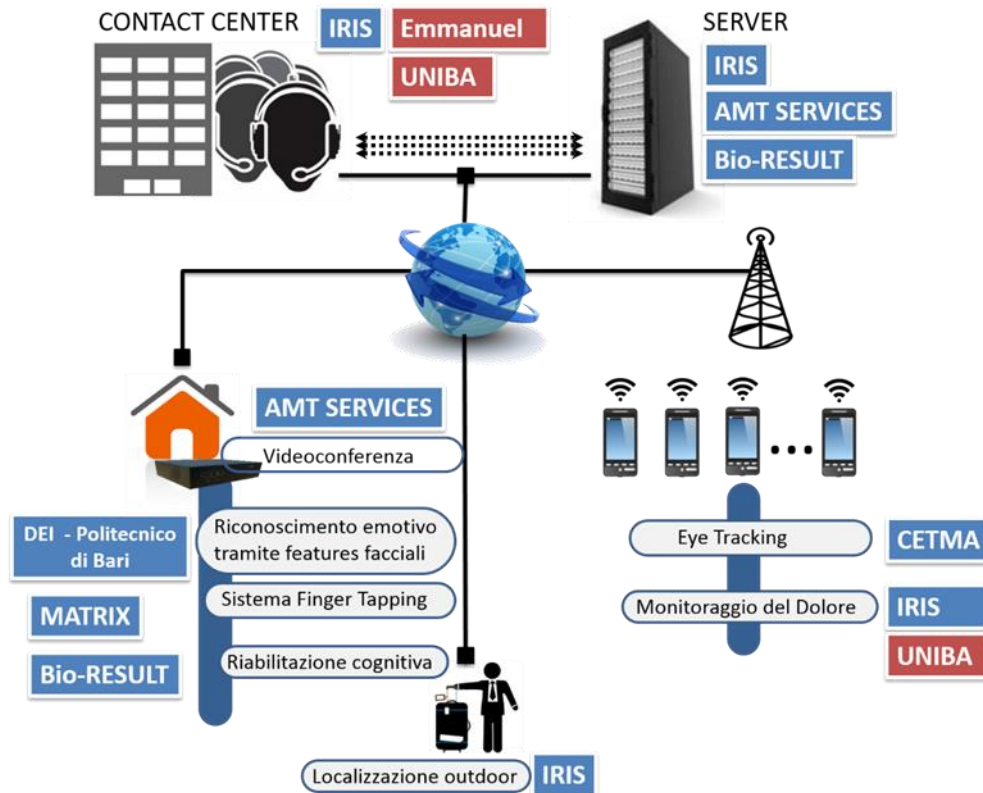 CONTACT CENTER
IRIS
Emmanuel
UNIBA
SERVER
IRIS
AMT SERVICES
Bio-RESULT
AMT SERVICES
Videoconferenza
DEI - Politecnico
di Bari
Riconoscimento emotivo
tramite features facciali
MATRIX
Sistema Finger Tapping
Bio-RESULT
Riabilitazione cognitiva
Eye Tracking
CETMA
Monitoraggio del Dolore
IRIS
UNIBA
Localizzazione outdoor
IRIS